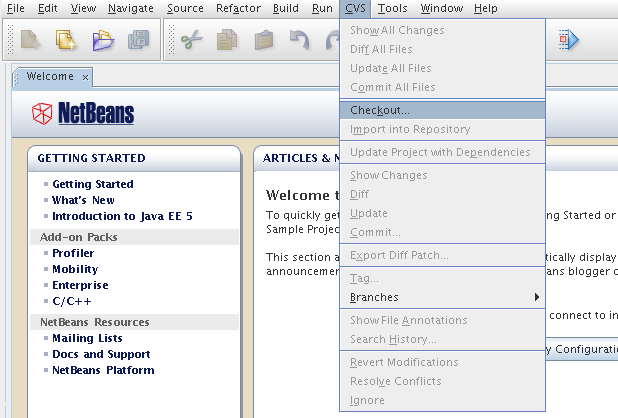 File Edit View Navigate Source Refactor Build Run CVS Tools Window Help
Show All Changes
Diff All Files
Update All Files
Commit All Files
Checkout...
Import into Repository
Update Project with Dependencies
Show Changes
Diff
Update
Commit...
Export Diff Patch...
Tag...
Branches
Show File Annotations
Search History...
Revert Modifications
Resolve Conflicts
Ignore
Welcome x
NetBeans
GETTING STARTED
Getting Started
What's New
Introduction to Java EE 5
Add-on Packs
Profiler
Mobility
Enterprise
C/C++
NetBeans Resources
Mailing Lists
Docs and Support
NetBeans Platform
ARTICLES &
Welcome
To quickly get ing Started or
Sample tically display
This section ans blogger
connect to